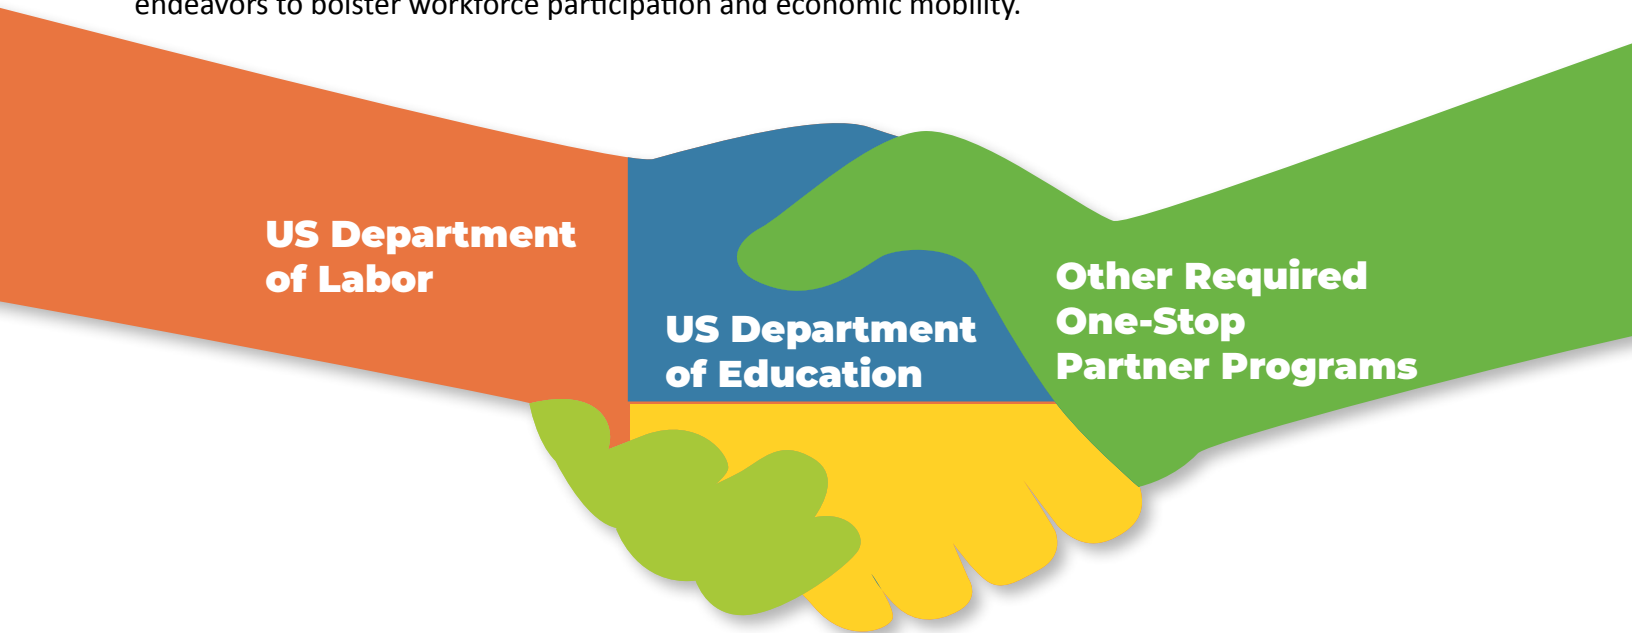 endeavors to bolster workforce participation and economic mobility.
US Department
of Labor
US Department
of Education
Other Required
One-Stop
Partner Programs